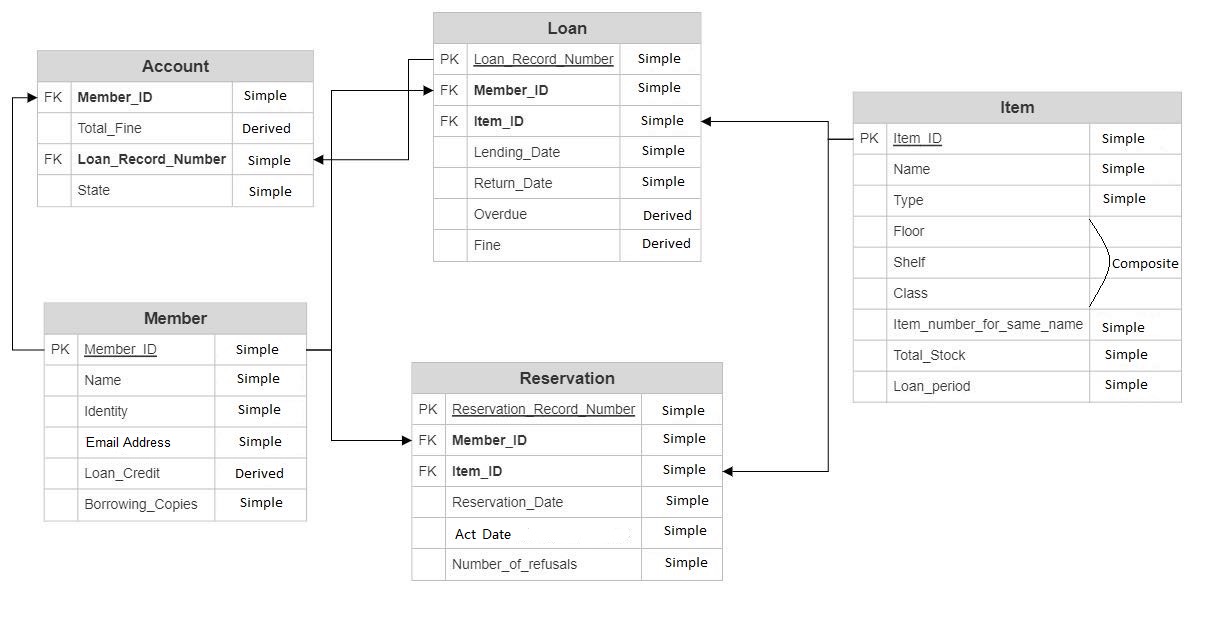 Account
FK Member_ID Simple
Total_Fine Derived
FK Loan_Record_Number Simple
State Simple
Loan
PK Loan_Record_Number Simple
FK Member_ID Simple
FK Item_ID Simple
Lending_Date Simple
Return_Date Simple
Overdue Derived
Fine Derived
Item
PK Item_ID Simple
Name Simple
Type Simple
Floor
Shelf Composite
Class
Item_number_for_same_name Simple
Total_Stock Simple
Loan_period Simple
Member
PK Member_ID Simple
Name Simple
Identity Simple
Email Address Simple
Loan_Credit Derived
Borrowing_Copies Simple
Reservation
PK Reservation_Record_Number Simple
FK Member_ID Simple
FK Item_ID Simple
Reservation_Date Simple
Act Date Simple
Number_of_refusals Simple